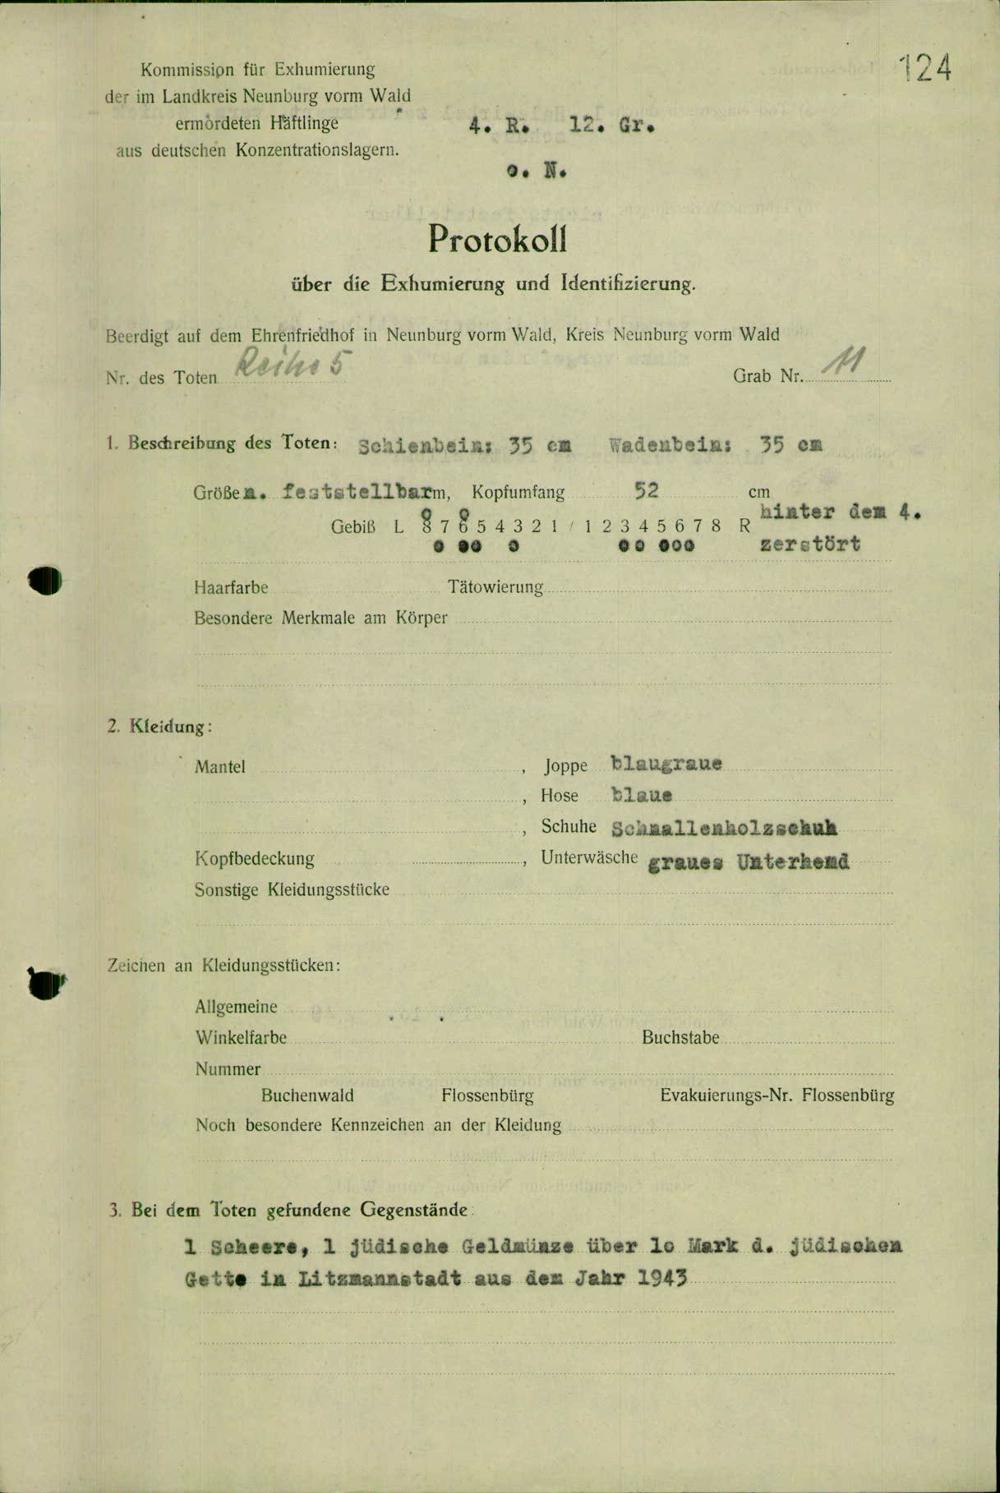 124
Kommission für Exhumierung
der im Landkreis Neunburg vorm Wald
ermordeten Häftlinge
aus deutschen Konzentrationslagern.
4. R. 12. Gr.
o. N.
Protokoll
über die Exhumierung und Identifizierung.
Beerdigt auf dem Ehrenfriedhof in Neunburg vorm Wald, Kreis Neunburg vorm Wald
Nr. des Toten Reihe 5 Grab Nr. 11
1. Beschreibung des Toten: Schienbein: 35 cm Wadenbein: 35 cm
Größe n. feststellbar m, Kopfumfang 52 cm
hinter dem 4.
Gebiß L 8 7 6 5 4 3 2 1 / 1 2 3 4 5 6 7 8 R
zerstört
Haarfarbe Tätowierung
Besondere Merkmale am Körper
2. Kleidung:
Mantel , Joppe blaugraue
, Hose blaue
, Schuhe Schnallenholzschuh
Kopfbedeckung , Unterwäsche graues Unterhemd
Sonstige Kleidungsstücke
Zeichen an Kleidungsstücken:
Allgemeine
Winkelfarbe Buchstabe
Nummer
Buchenwald Flossenbürg Evakuierungs-Nr. Flossenbürg
Noch besondere Kennzeichen an der Kleidung
3. Bei dem Toten gefundene Gegenstände
1 Scheere, 1 jüdische Geldmünze über 1o Mark d. jüdischen
Getto in Litzmannstadt aus dem Jahr 1943